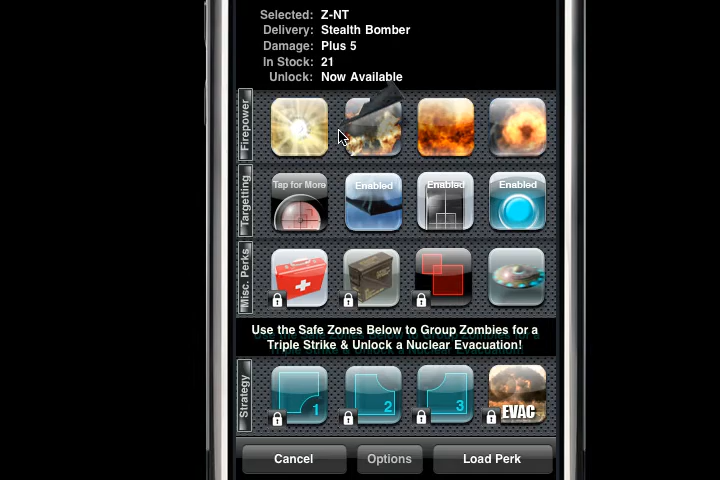 Selected: Z-NT
Delivery: Stealth Bomber
Damage: Plus 5
In Stock: 21
Unlock: Now Available
Firepower
Targetting
Tap for More
Enabled
Enabled
Enabled
Misc. Perks
Use the Safe Zones Below to Group Zombies for a
Triple Strike & Unlock a Nuclear Evacuation!
Strategy
1
2
3
EVAC
Cancel
Options
Load Perk